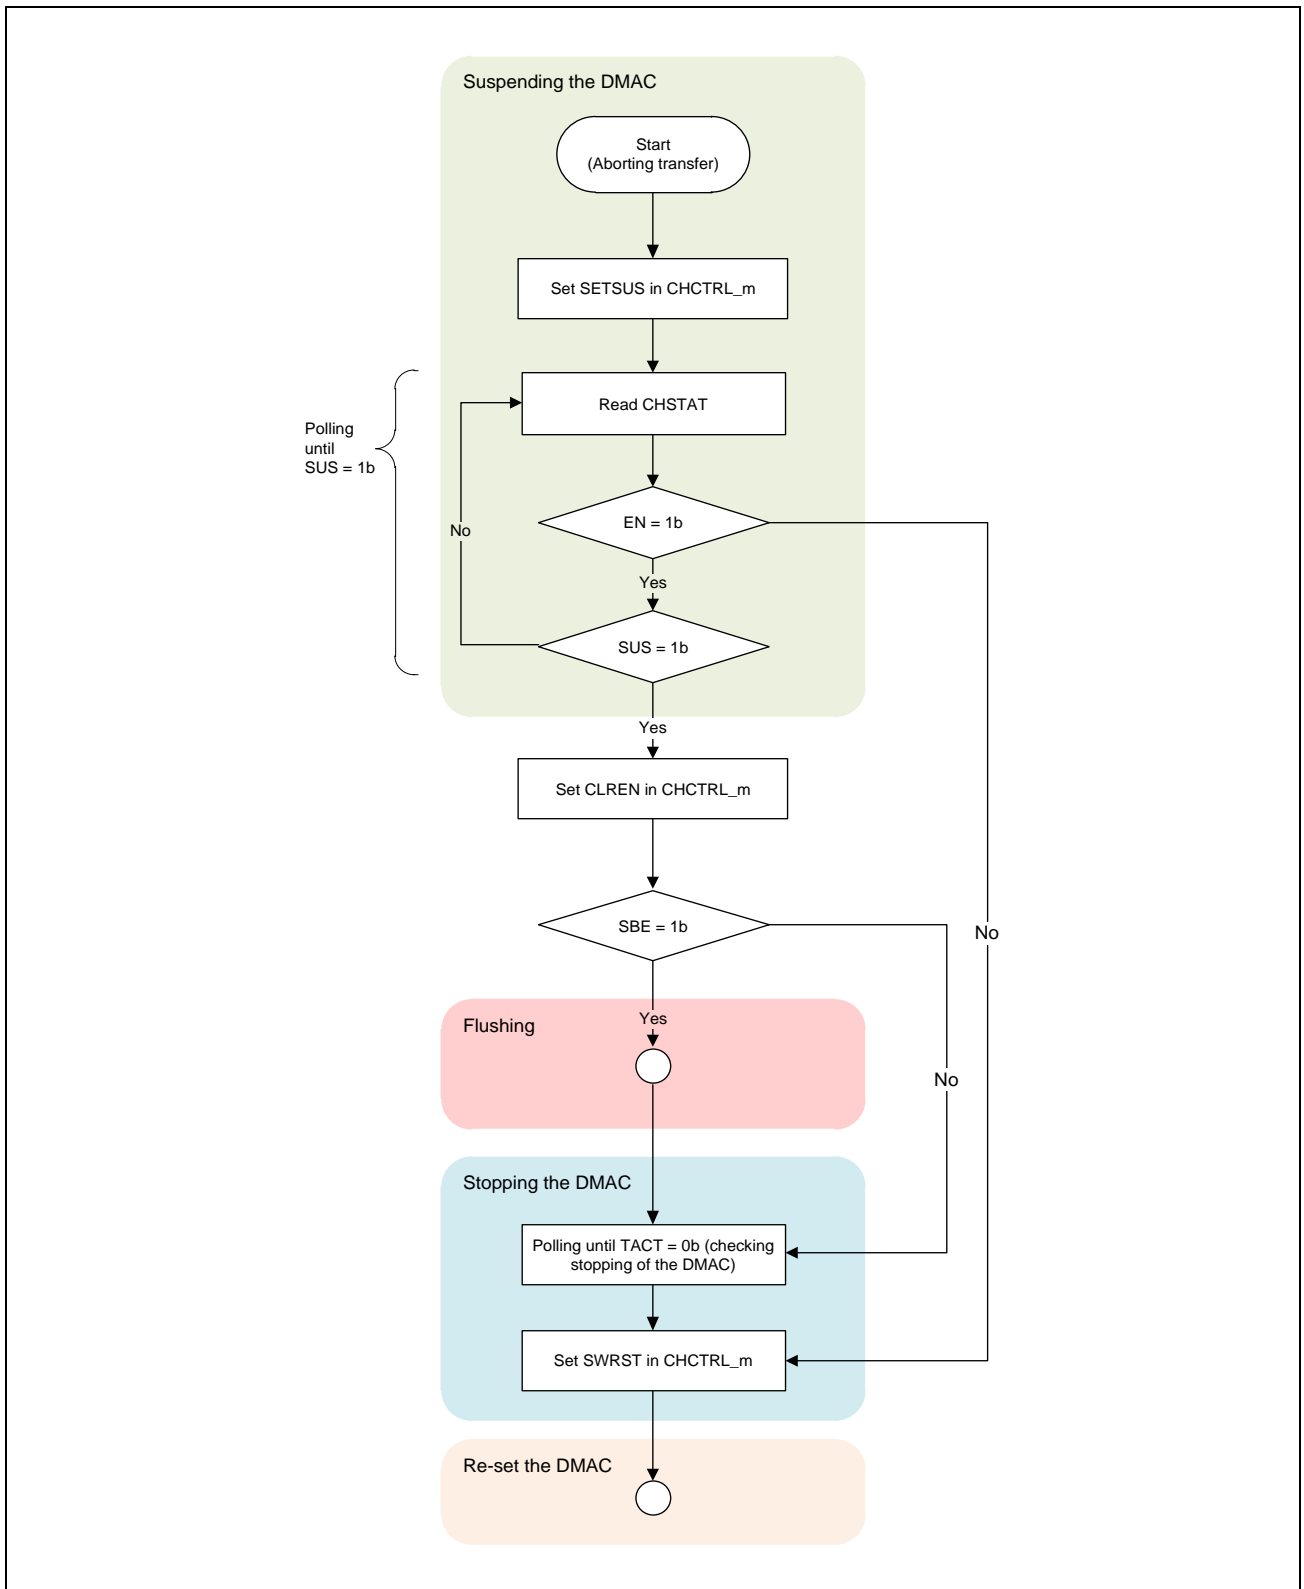 Suspending the DMAC
Start
(Aborting transfer)
Set SETSUS in CHCTRL_m
Read CHSTAT
Polling
until
SUS = 1b
EN = 1b
No
Yes
SUS = 1b
Yes
Set CLREN in CHCTRL_m
SBE = 1b
No
Flushing
Yes
No
Stopping the DMAC
Polling until TACT = 0b (checking
stopping of the DMAC)
Set SWRST in CHCTRL_m
Re-set the DMAC